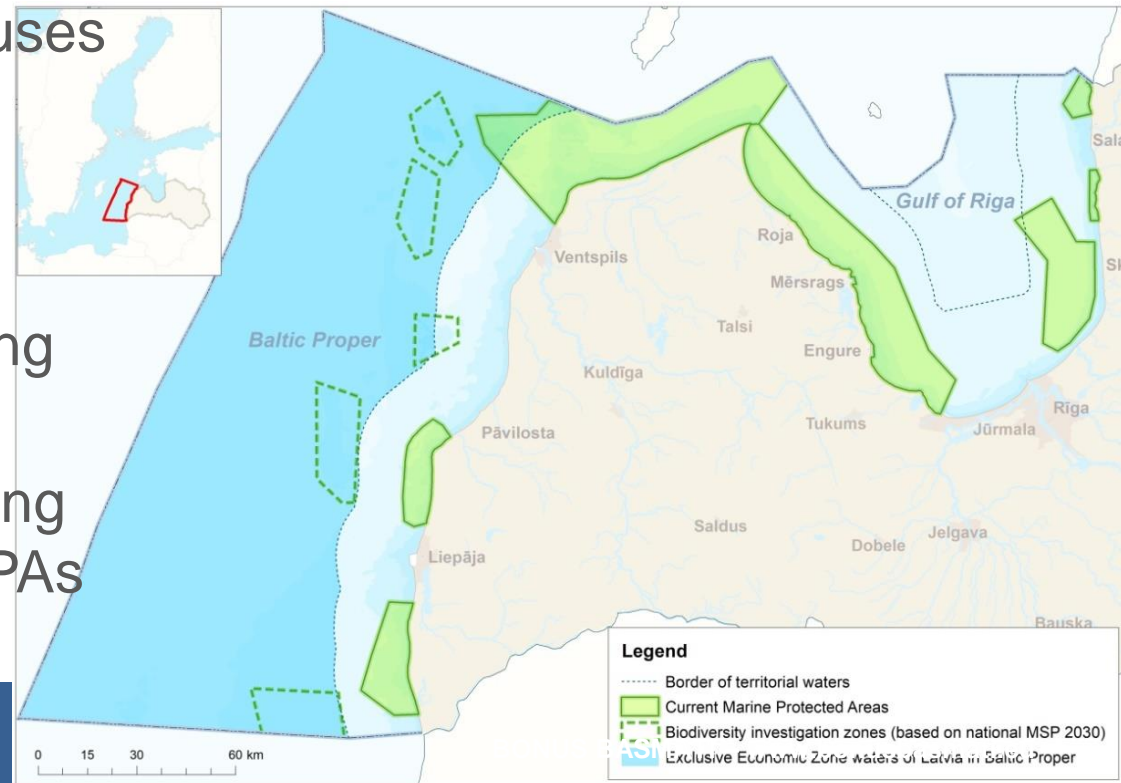 uses
ng
ng
PAs
Baltic Proper
Gulf of Riga
Ventspils
Roja
Mērsrags
Talsi
Engure
Kuldīga
Tukums
Rīga
Jūrmala
Pāvilosta
Saldus
Dobele
Jelgava
Liepāja
Bauska
Sala
Sk
Legend
Border of territorial waters
Current Marine Protected Areas
Biodiversity investigation zones (based on national MSP 2030)
Exclusive Economic Zone waters of Latvia in Baltic Proper
0 15 30 60 km